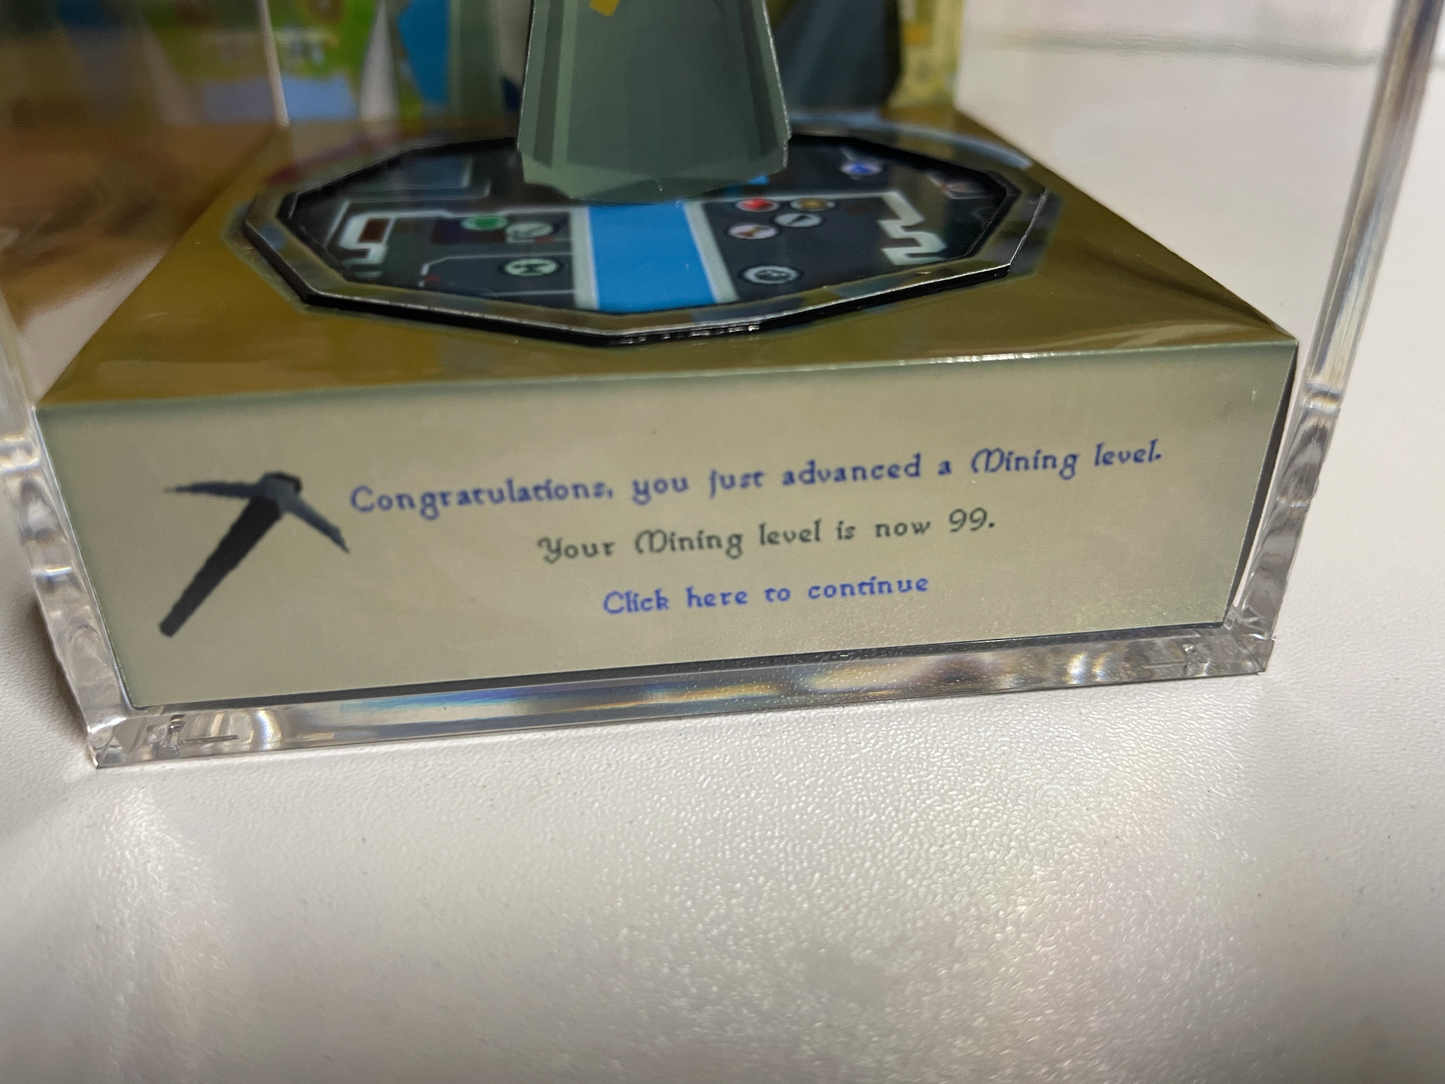 Congratulations, you just advanced a Mining level.
Your Mining level is now 99.
Click here to continue